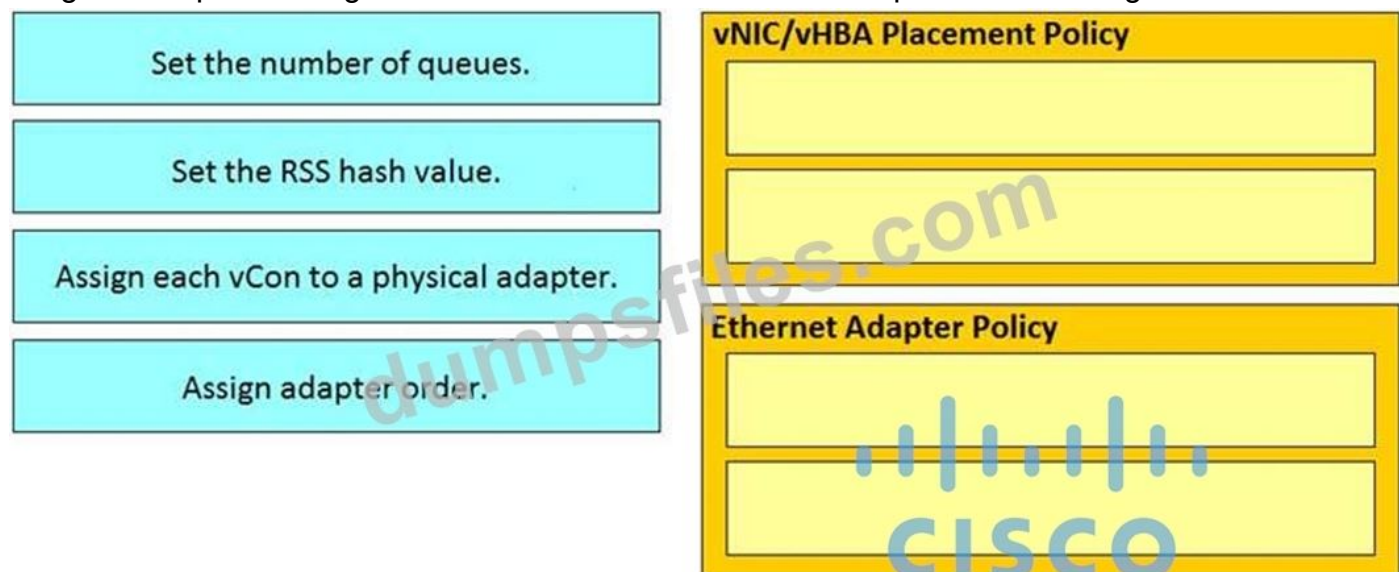 Set the number of queues.
Set the RSS hash value.
Assign each vCon to a physical adapter.
Assign adapter order.
vNIC/vHBA Placement Policy
Ethernet Adapter Policy
dumpsfiles.com
CISCO